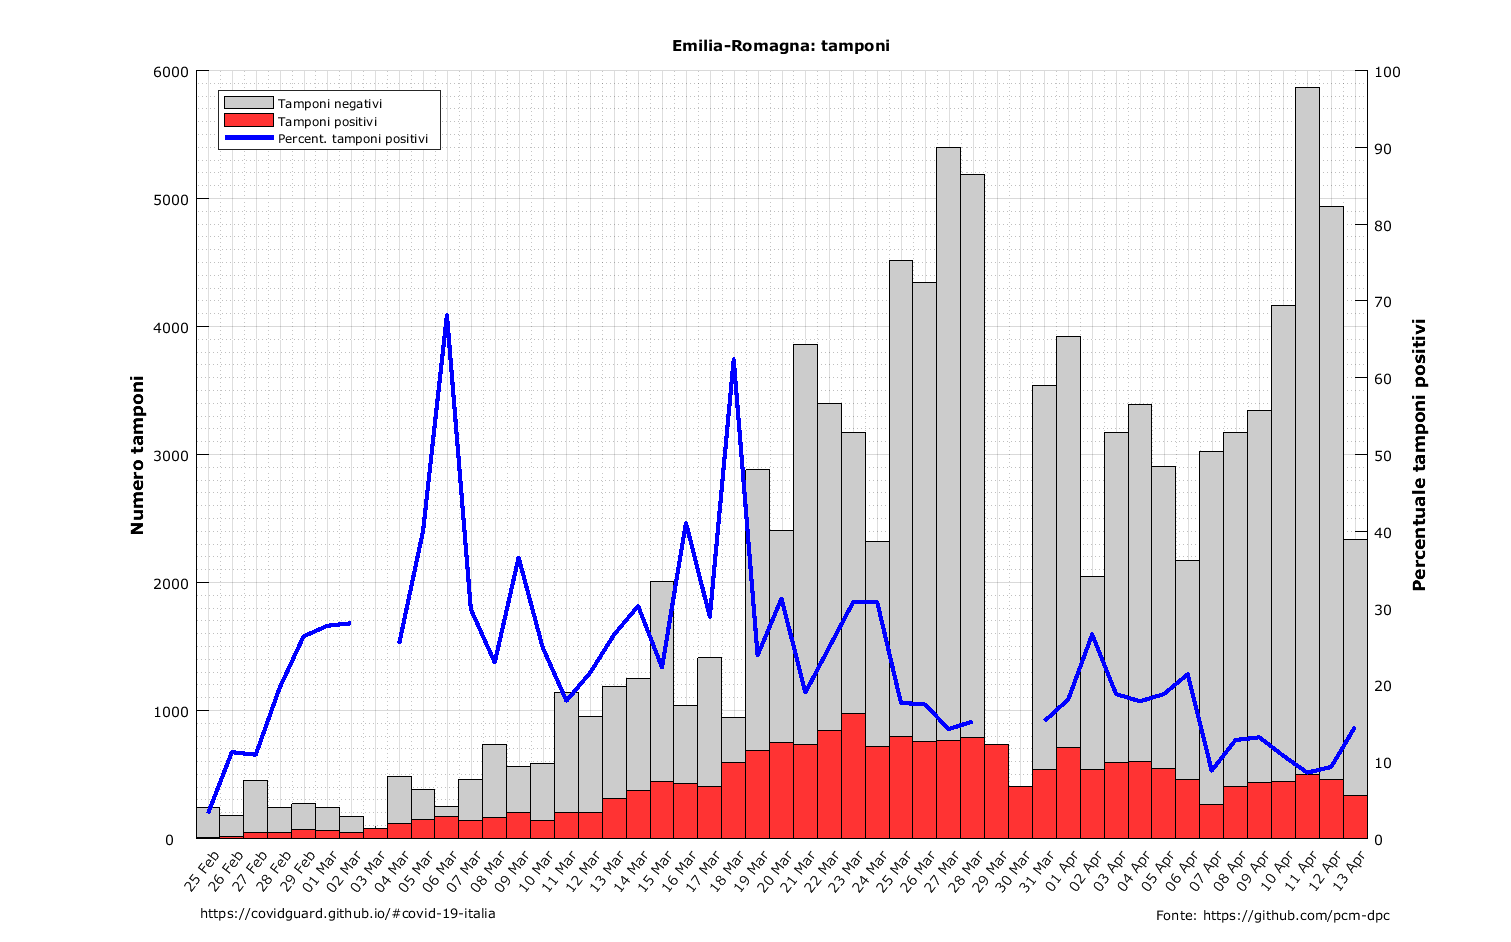 Emilia-Romagna: tamponi
6000
5000
4000
3000
2000
1000
0
Numero tamponi
Tamponi negativi
Tamponi positivi
Percent. tamponi positivi
100
90
80
70
60
50
40
30
20
10
0
Percentuale tamponi positivi
25 Feb
26 Feb
27 Feb
28 Feb
29 Feb
01 Mar
02 Mar
03 Mar
04 Mar
05 Mar
06 Mar
07 Mar
08 Mar
09 Mar
10 Mar
11 Mar
12 Mar
13 Mar
14 Mar
15 Mar
16 Mar
17 Mar
18 Mar
19 Mar
20 Mar
21 Mar
22 Mar
23 Mar
24 Mar
25 Mar
26 Mar
27 Mar
28 Mar
29 Mar
30 Mar
31 Mar
01 Apr
02 Apr
03 Apr
04 Apr
05 Apr
06 Apr
07 Apr
08 Apr
09 Apr
10 Apr
11 Apr
12 Apr
13 Apr
https://covidguard.github.io/#covid-19-italia
Fonte: https://github.com/pcm-dpc